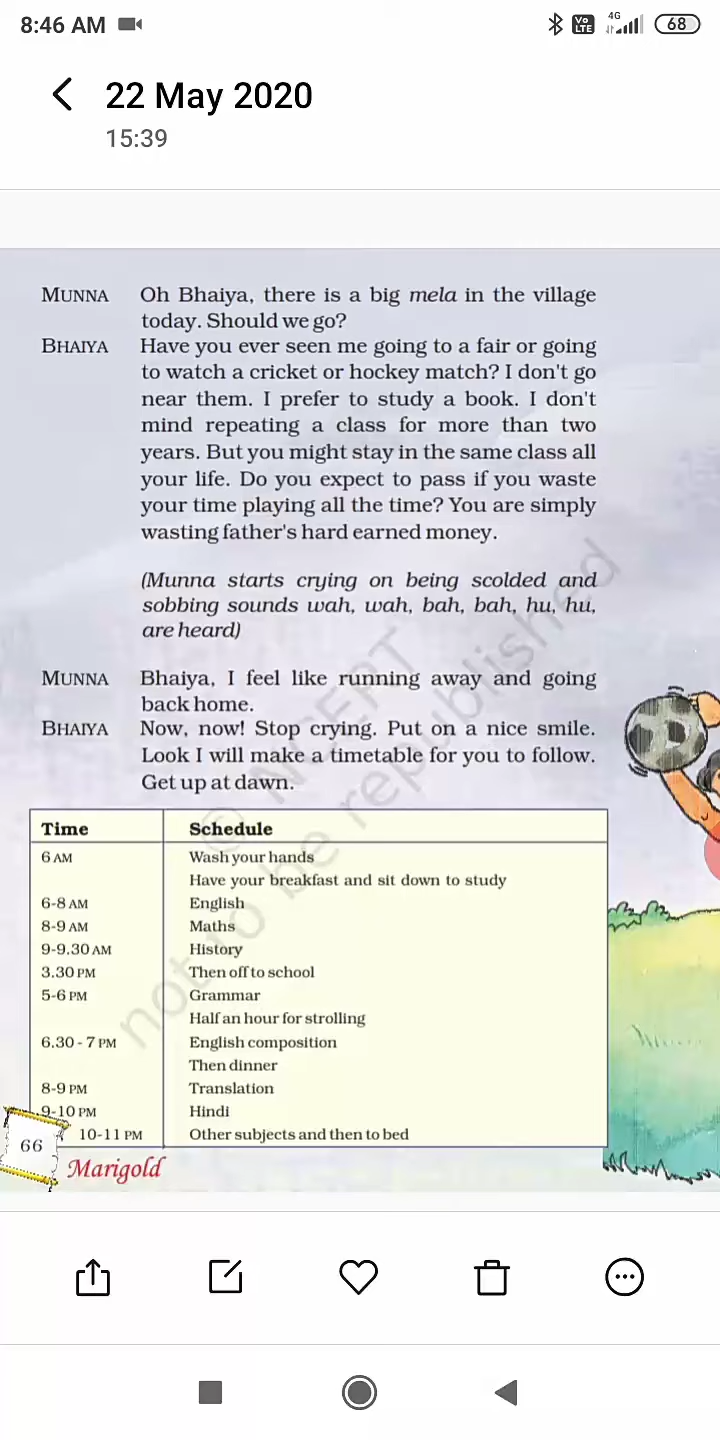 8:46 AM
Vo LTE 4G 68
22 May 2020
15:39
MUNNA Oh Bhaiya, there is a big mela in the village
today. Should we go?
BHAIYA Have you ever seen me going to a fair or going
to watch a cricket or hockey match? I don't go
near them. I prefer to study a book. I don't
mind repeating a class for more than two
years. But you might stay in the same class all
your life. Do you expect to pass if you waste
your time playing all the time? You are simply
wasting father's hard earned money.
(Munna starts crying on being scolded and
sobbing sounds wah, wah, bah, bah, hu, hu,
are heard)
MUNNA Bhaiya, I feel like running away and going
back home.
BHAIYA Now, now! Stop crying. Put on a nice smile.
Look I will make a timetable for you to follow.
Get up at dawn.
Time Schedule
6 AM Wash your hands
Have your breakfast and sit down to study
6-8 AM English
8-9 AM Maths
9-9.30 AM History
3.30 PM Then off to school
5-6 PM Grammar
Half an hour for strolling
6.30 - 7 PM English composition
Then dinner
8-9 PM Translation
9-10 PM Hindi
10-11 PM Other subjects and then to bed
66
Marigold
© NCERT
not to be republished